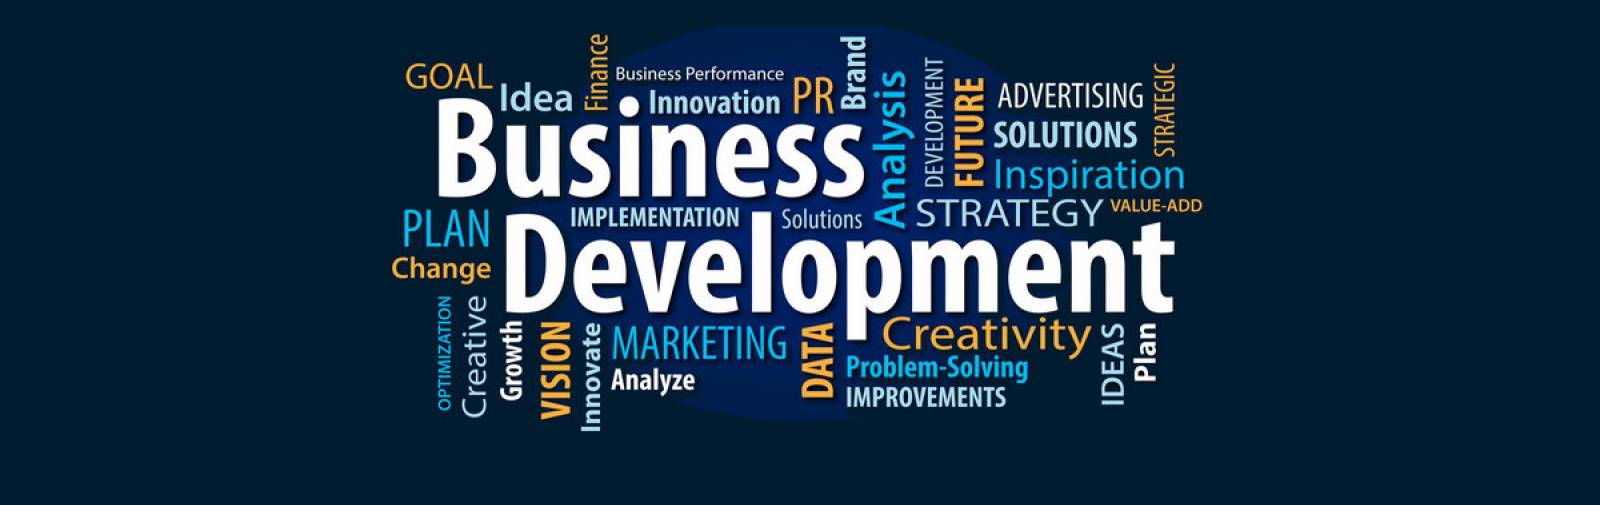 GOAL
Idea
Finance
Business Performance
Innovation
PR
Brand
Analysis
DEVELOPMENT
FUTURE
ADVERTISING
SOLUTIONS
STRATEGIC
Inspiration
STRATEGY
VALUE-ADD
Business
PLAN
IMPLEMENTATION
Solutions
Change
Development
OPTIMIZATION
Creative
Growth
VISION
Innovate
MARKETING
Analyze
DATA
Creativity
Problem-Solving
IMPROVEMENTS
IDEAS
Plan